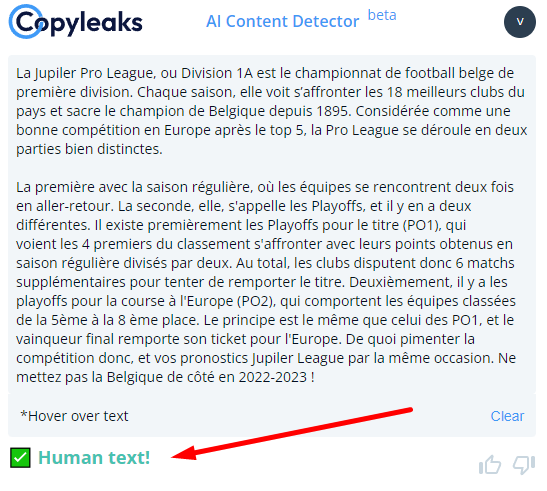 Copyleaks
AI Content Detector beta
V
La Jupiler Pro League, ou Division 1A est le championnat de football belge de
première division. Chaque saison, elle voit s’affronter les 18 meilleurs clubs du
pays et sacre le champion de Belgique depuis 1895. Considérée comme une
bonne compétition en Europe après le top 5, la Pro League se déroule en deux
parties bien distinctes.
La première avec la saison régulière, où les équipes se rencontrent deux fois
en aller-retour. La seconde, elle, s'appelle les Playoffs, et il y en a deux
différentes. Il existe premièrement les Playoffs pour le titre (PO1), qui
voient les 4 premiers du classement s'affronter avec leurs points obtenus en
saison régulière divisés par deux. Au total, les clubs disputent donc 6 matchs
supplémentaires pour tenter de remporter le titre. Deuxièmement, il y a les
playoffs pour la course à l'Europe (PO2), qui comportent les équipes classées
de la 5ème à la 8 ème place. Le principe est le même que celui des PO1, et le
vainqueur final remporte son ticket pour l'Europe. De quoi pimenter la
compétition donc, et vos pronostics Jupiler League par la même occasion. Ne
mettez pas la Belgique de côté en 2022-2023 !
*Hover over text
Clear
Human text!